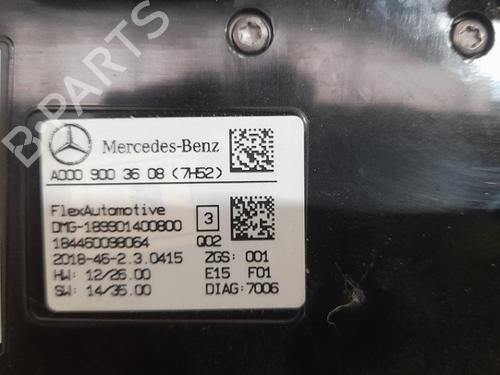 B-PARTS
Mercedes-Benz
A000 900 36 08 (7H52)
FlexAutomotive
DMG-189901400800 3
184460098064 Q02
2018-46-2.3.0415 ZGS: 001
HW: 12/26.00 E15 F01
SW: 14/35.00 DIAG:7006